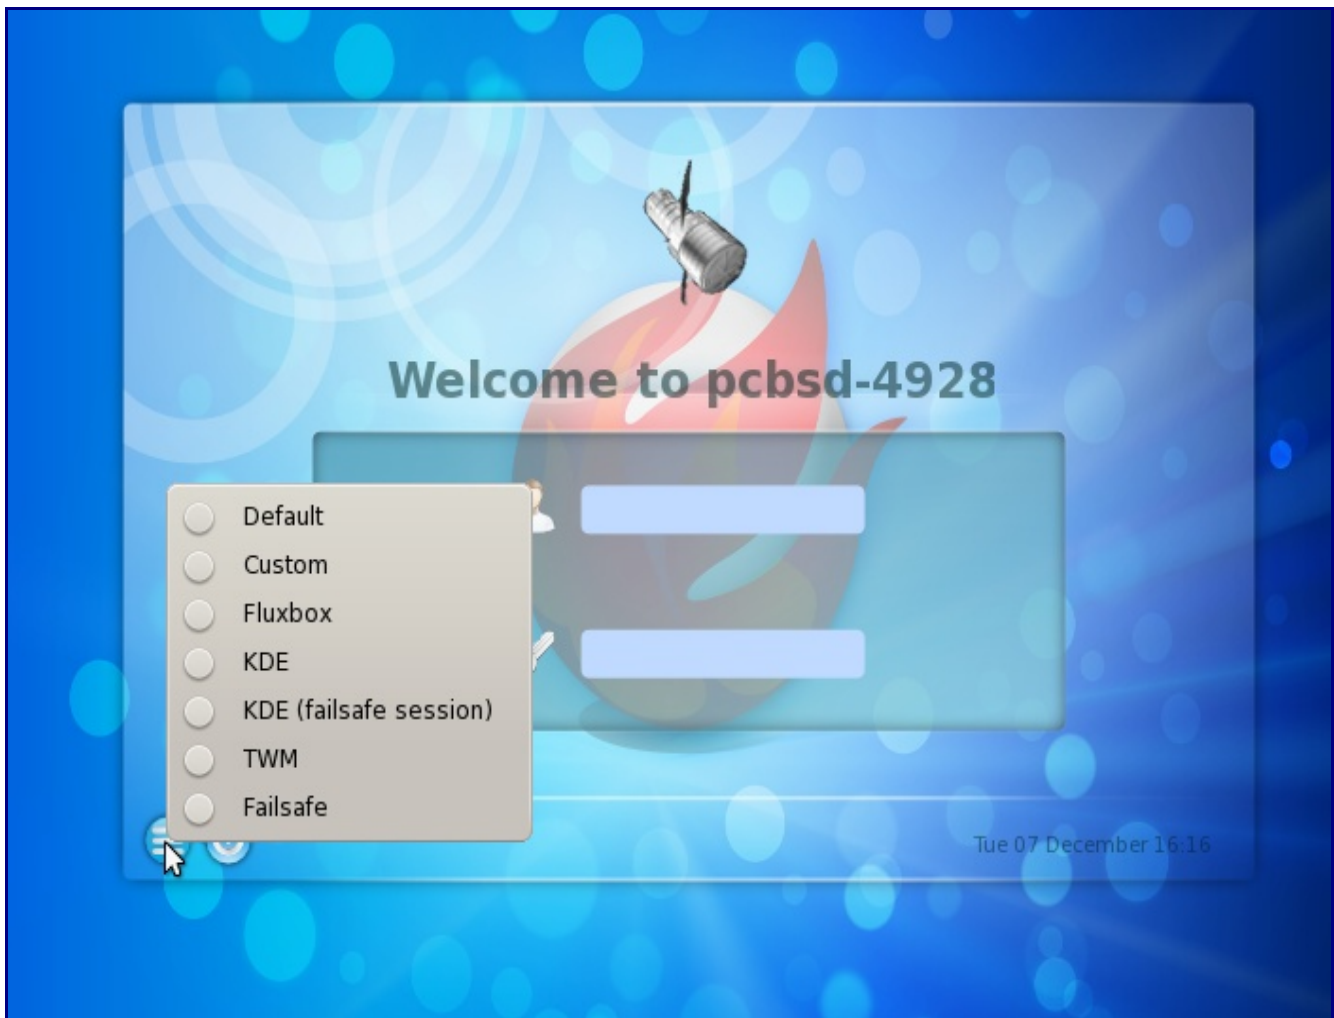 Welcome to pcbsd-4928
Default
Custom
Fluxbox
KDE
KDE (failsafe session)
TWM
Failsafe
Tue 07 December 16:16